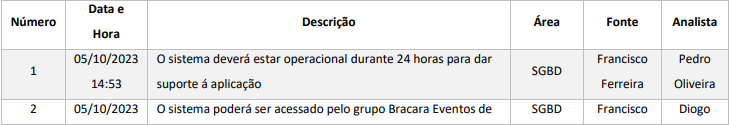 Número Data e Hora Descrição Área Fonte Analista
1 05/10/2023 14:53 O sistema deverá estar operacional durante 24 horas para dar suporte á aplicação SGBD Francisco Ferreira Pedro Oliveira
2 05/10/2023 O sistema poderá ser acessado pelo grupo Bracara Eventos de SGBD Francisco Diogo